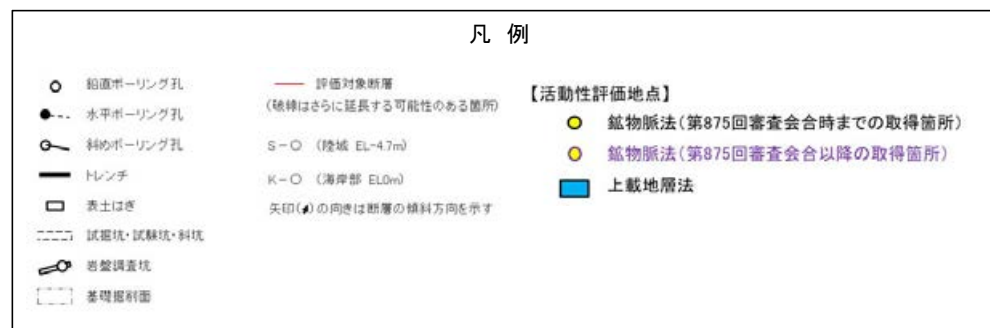 凡 例
鉛直ボーリング孔
水平ボーリング孔
斜めボーリング孔
トレンチ
表土はぎ
試掘坑・試験坑・斜坑
岩盤調査坑
基礎掘削面
評価対象断層
(破線はさらに延長する可能性のある箇所)
S-○ (陸域 EL-4.7m)
K-○ (海岸部 EL0m)
矢印( )の向きは断層の傾斜方向を示す
【活動性評価地点】
鉱物脈法(第875回審査会合時までの取得箇所)
鉱物脈法(第875回審査会合以降の取得箇所)
上載地層法